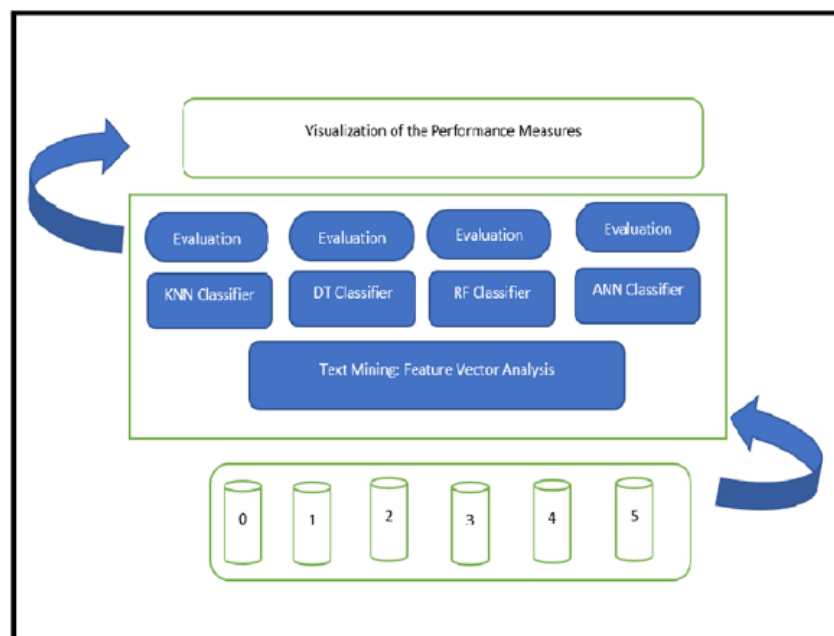 Visualization of the Performance Measures
Evaluation
Evaluation
Evaluation
Evaluation
KNN Classifier
DT Classifier
RF Classifier
ANN Classifier
Text Mining: Feature Vector Analysis
0
1
2
3
4
5